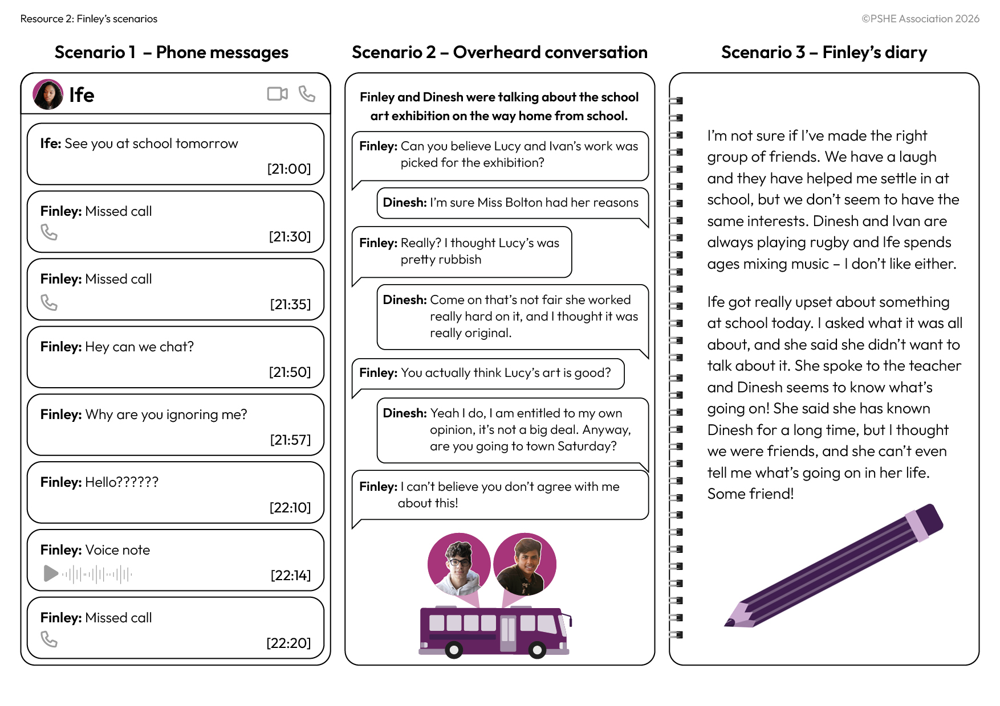 Resource 2: Finley's scenarios
©PSHE Association 2026
Scenario 1 – Phone messages
Ife
Ife: See you at school tomorrow
[21:00]
Finley: Missed call
[21:30]
Finley: Missed call
[21:35]
Finley: Hey can we chat?
[21:50]
Finley: Why are you ignoring me?
[21:57]
Finley: Hello??????
[22:10]
Finley: Voice note
[22:14]
Finley: Missed call
[22:20]
Scenario 2 – Overheard conversation
Finley and Dinesh were talking about the school
art exhibition on the way home from school.
Finley: Can you believe Lucy and Ivan's work was
picked for the exhibition?
Dinesh: I'm sure Miss Bolton had her reasons
Finley: Really? I thought Lucy's was
pretty rubbish
Dinesh: Come on that's not fair she worked
really hard on it, and I thought it was
really original.
Finley: You actually think Lucy's art is good?
Dinesh: Yeah I do, I am entitled to my own
opinion, it's not a big deal. Anyway,
are you going to town Saturday?
Finley: I can't believe you don't agree with me
about this!
Scenario 3 – Finley's diary
I'm not sure if I've made the right
group of friends. We have a laugh
and they have helped me settle in at
school, but we don't seem to have the
same interests. Dinesh and Ivan are
always playing rugby and Ife spends
ages mixing music – I don't like either.
Ife got really upset about something
at school today. I asked what it was all
about, and she said she didn't want to
talk about it. She spoke to the teacher
and Dinesh seems to know what's
going on! She said she has known
Dinesh for a long time, but I thought
we were friends, and she can't even
tell me what's going on in her life.
Some friend!